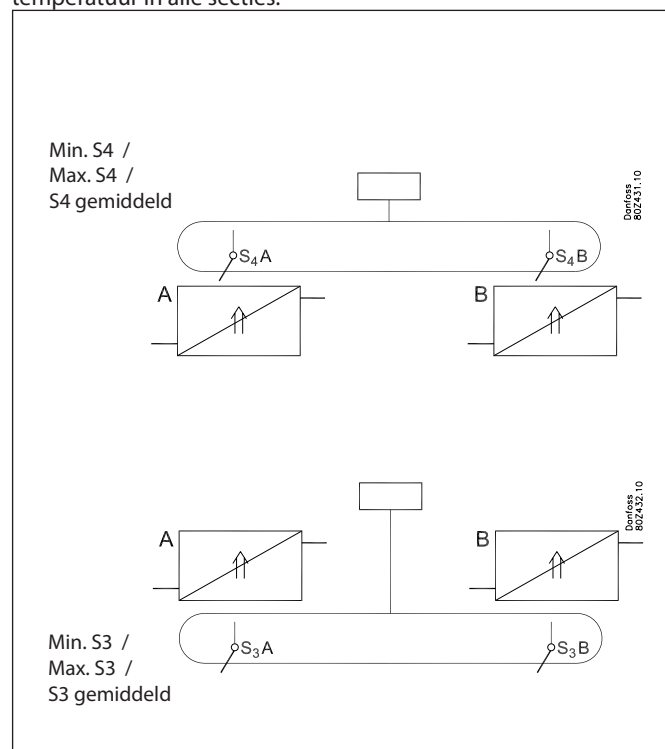 temperatuur in alle secties.
Min. S4 /
Max. S4 /
S4 gemiddeld
Danfoss
80Z431.10
S4A
S4B
A
B
Danfoss
80Z432.10
A
B
S3A
S3B
Min. S3 /
Max. S3 /
S3 gemiddeld